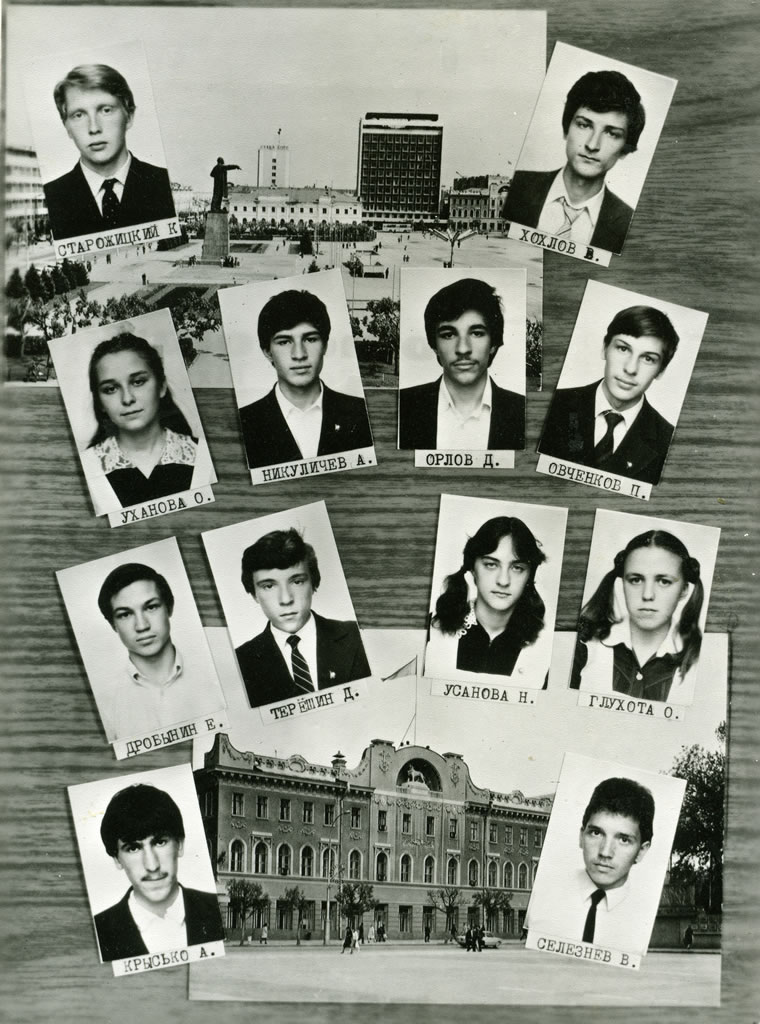 СТАРОЖИЦКИЙ К
ХОХЛОВ В.
УХАНОВА О.
НИКУЛИЧЕВ А.
ОРЛОВ Д.
ОВЧЕНКОВ П.
ДРОБЫНИН Е.
ТЕРЁШИН Д.
УСАНОВА Н.
ГЛУХОТА О.
КРЫСЬКО А.
СЕЛЕЗНЕВ В.